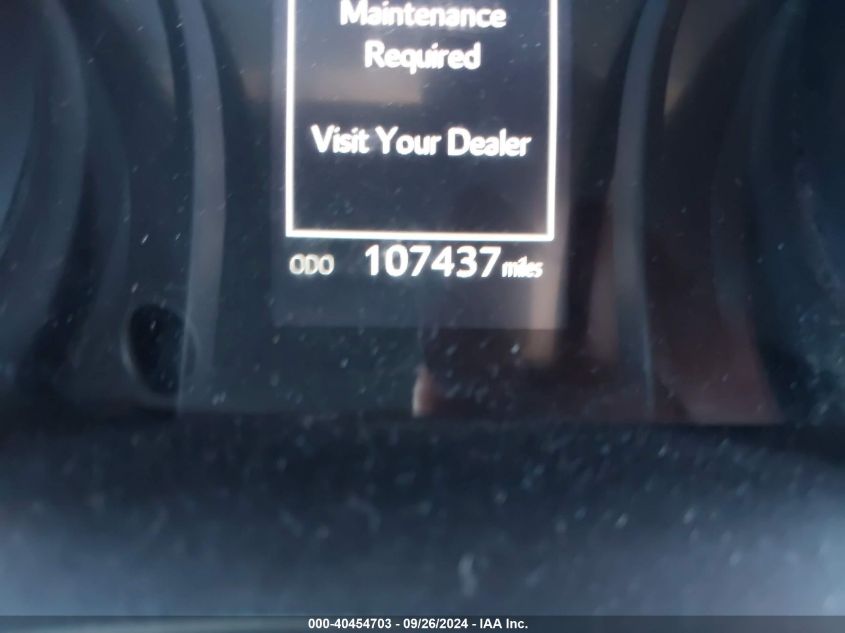 Maintenance
Required
Visit Your Dealer
ODO 107437 miles
000-40454703 - 09/26/2024 - IAA Inc.